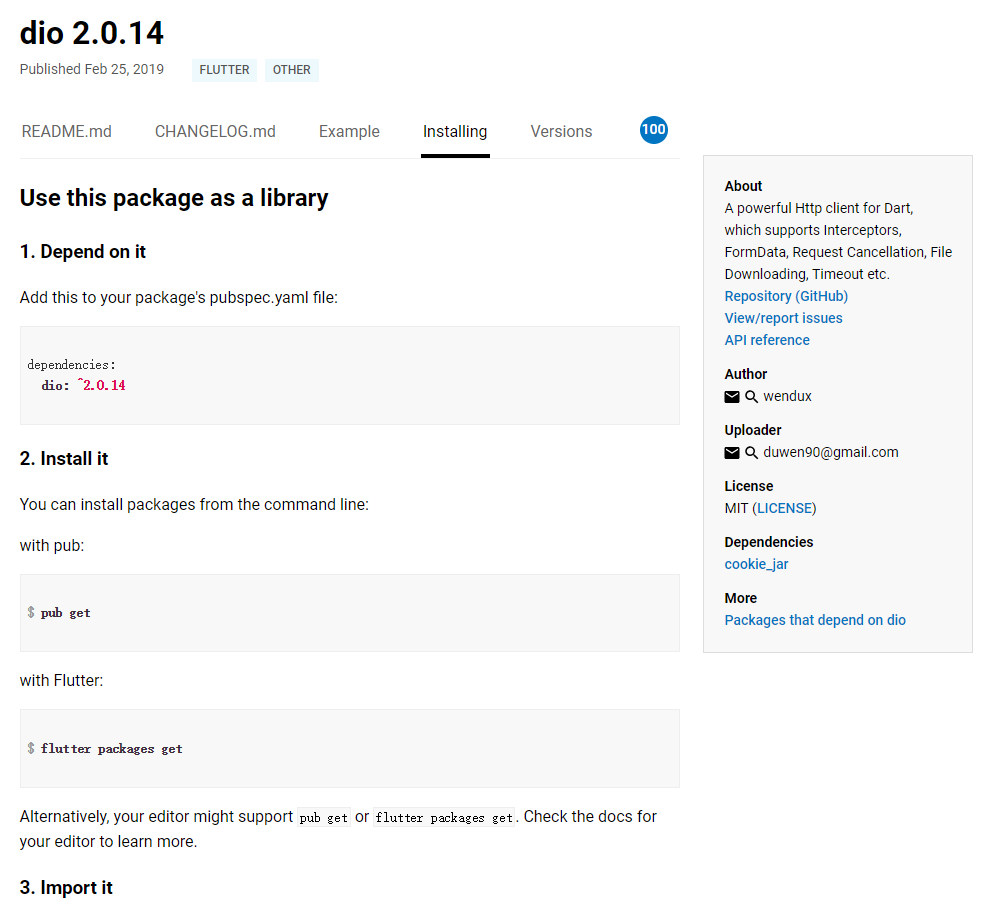 dio 2.0.14
Published Feb 25, 2019 FLUTTER OTHER
README.md CHANGELOG.md Example Installing Versions 100
Use this package as a library
1. Depend on it
Add this to your package's pubspec.yaml file:
dependencies:
  dio: ^2.0.14
2. Install it
You can install packages from the command line:
with pub:
$ pub get
with Flutter:
$ flutter packages get
Alternatively, your editor might support pub get or flutter packages get. Check the docs for
your editor to learn more.
3. Import it
About
A powerful Http client for Dart,
which supports Interceptors,
FormData, Request Cancellation, File
Downloading, Timeout etc.
Repository (GitHub)
View/report issues
API reference
Author
wendux
Uploader
duwen90@gmail.com
License
MIT (LICENSE)
Dependencies
cookie_jar
More
Packages that depend on dio